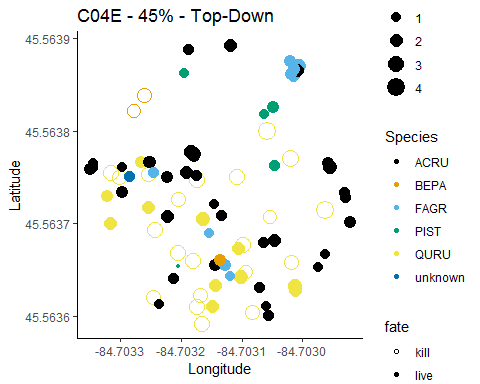 C04E - 45% - Top-Down
45.5639
45.5638
45.5637
45.5636
Latitude
-84.7033
-84.7032
-84.7031
-84.7030
Longitude
1
2
3
4
Species
ACRU
BEPA
FAGR
PIST
QURU
unknown
fate
kill
live